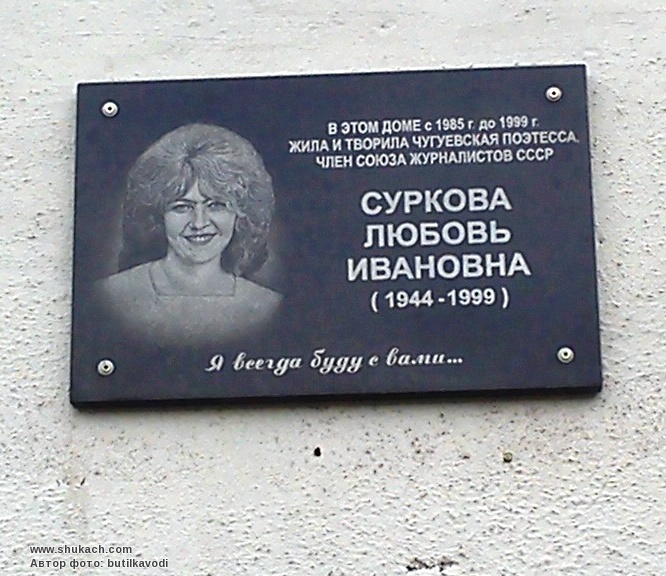 В ЭТОМ ДОМЕ с 1985 г. до 1999 г.
ЖИЛА И ТВОРИЛА ЧУГУЕВСКАЯ ПОЭТЕССА,
ЧЛЕН СОЮЗА ЖУРНАЛИСТОВ СССР
СУРКОВА
ЛЮБОВЬ
ИВАНОВНА
( 1944 - 1999 )
Я всегда буду с вами...
www.shukach.com
Автор фото: butilkavodi